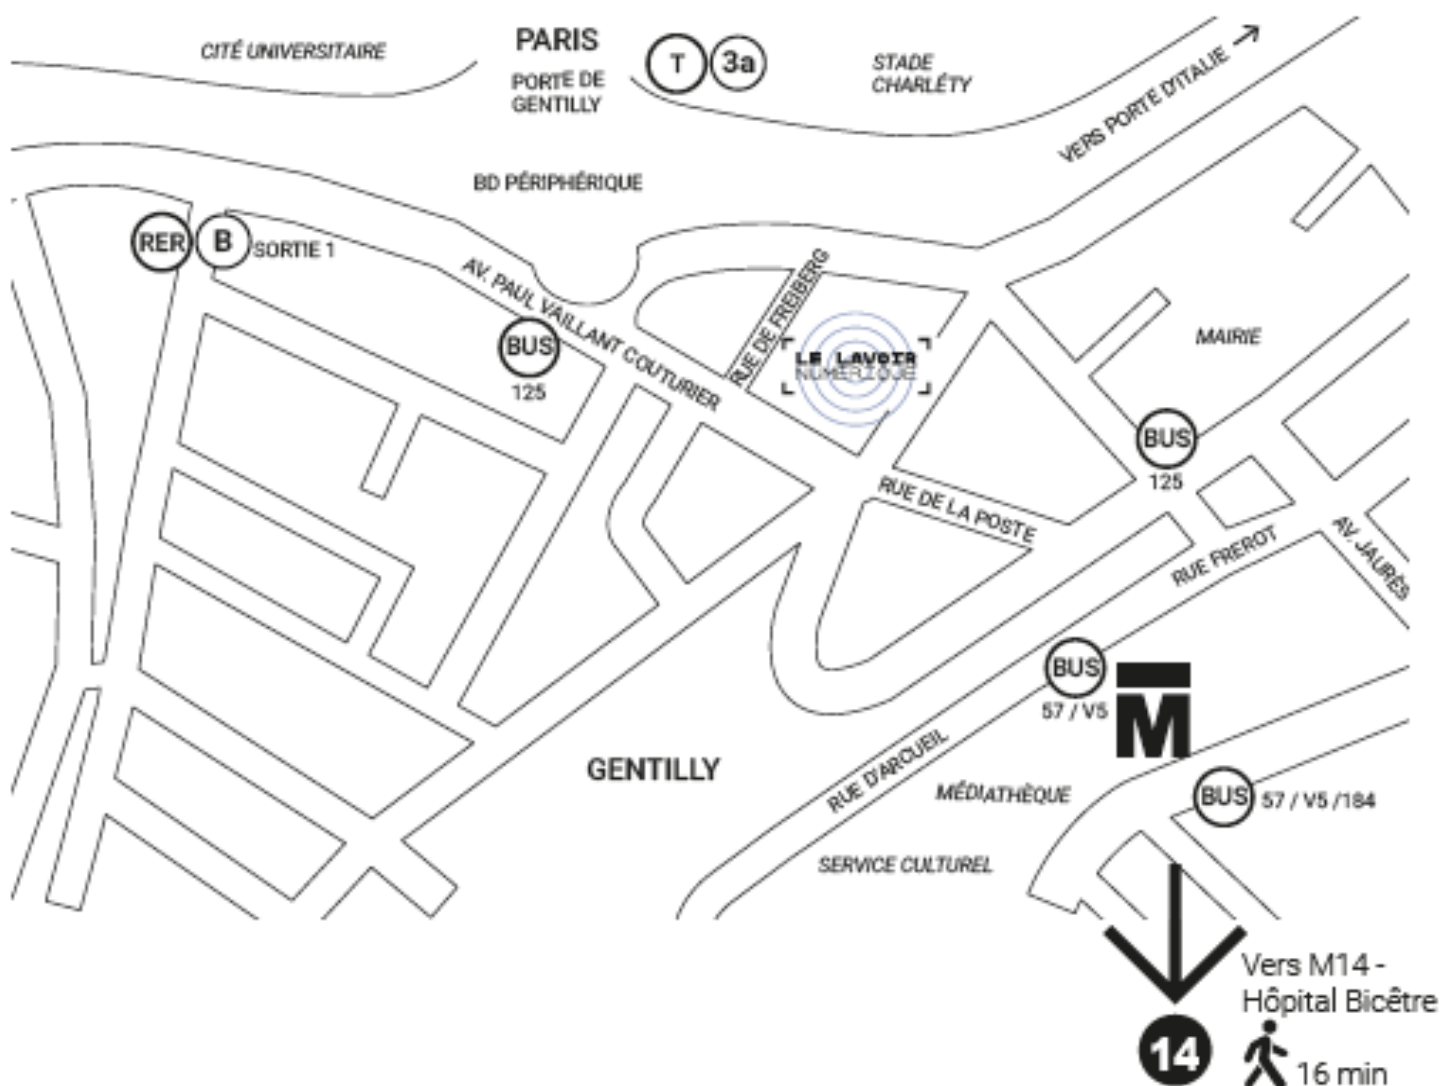 CITÉ UNIVERSITAIRE
PARIS
PORTE DE
GENTILLY
T
3a
STADE
CHARLÉTY
VERS PORTE D'ITALIE
BD PÉRIPHÉRIQUE
RER
B
SORTIE 1
AV. PAUL VAILLANT COUTURIER
BUS
125
RUE DE FREIBERG
LE LAVOIR
NUMÉRIQUE
MAIRIE
BUS
125
RUE DE LA POSTE
RUE FREROT
AV. JAURÈS
BUS
57 / V5
M
GENTILLY
RUE D'ARCUEIL
MÉDIATHÈQUE
BUS
57 / V5 /184
SERVICE CULTUREL
Vers M14 -
Hôpital Bicêtre
14
16 min